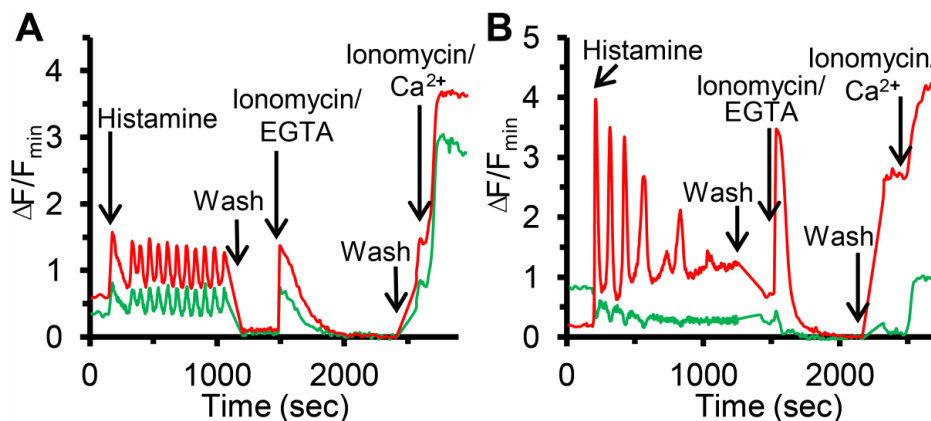 A
ΔF/Fmin
4
3
2
1
0
Histamine
Wash
Ionomycin/
EGTA
Wash
Ionomycin/
Ca2+
0
1000
2000
Time (sec)
B
ΔF/Fmin
5
4
3
2
1
0
Histamine
Wash
Ionomycin/
EGTA
Wash
Ionomycin/
Ca2+
0
1000
2000
Time (sec)